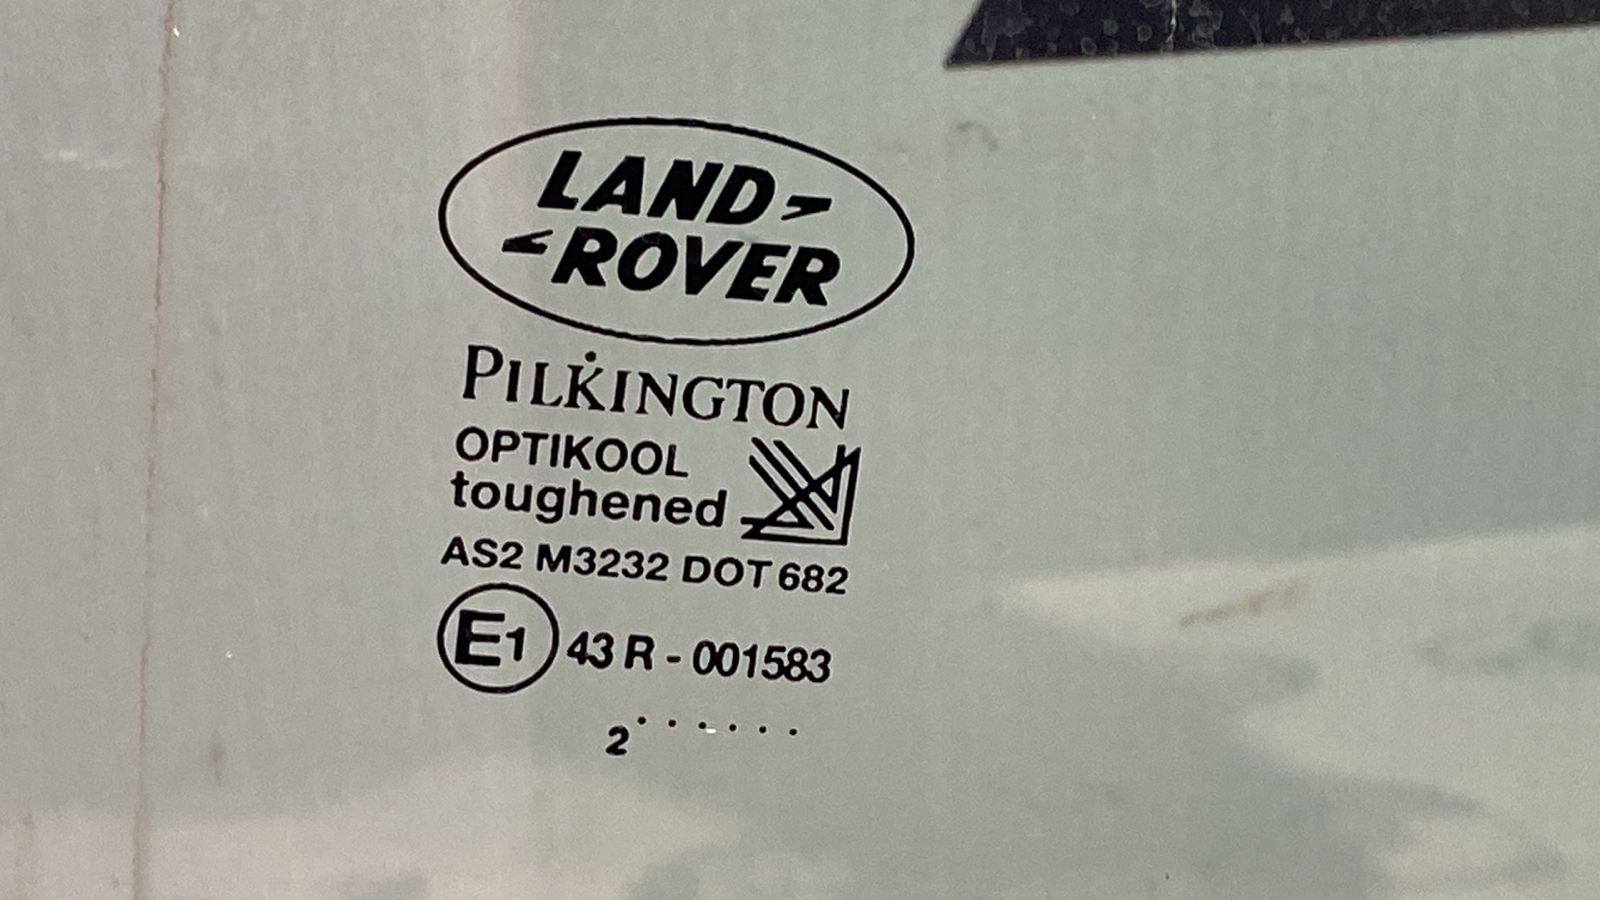 LAND
ROVER
PILKINGTON
OPTIKOOL
toughened
AS2 M3232 DOT 682
E1 43 R - 001583
2 . . . . . .